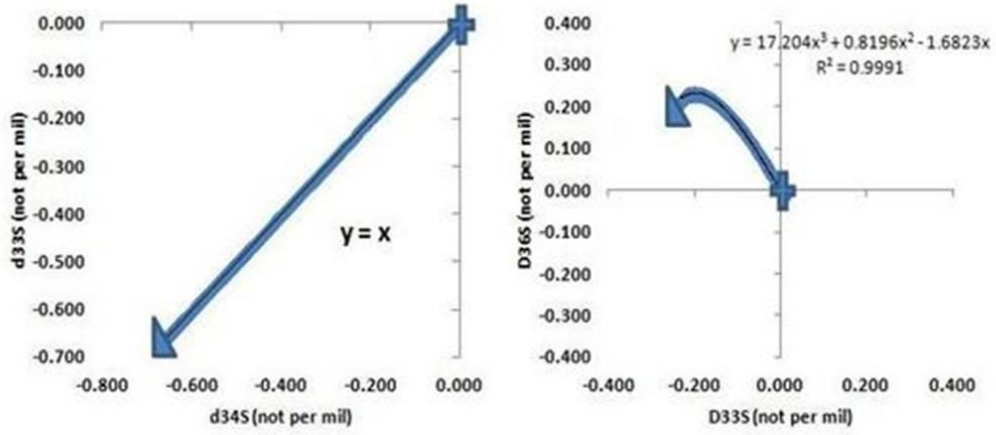 0.000
-0.100
-0.200
-0.300
-0.400
-0.500
-0.600
-0.700
d33S (not per mil)
y = x
-0.800 -0.600 -0.400 -0.200 0.000
d34S (not per mil)
0.400
0.300
0.200
0.100
0.000
-0.100
-0.200
-0.300
-0.400
D36S (not per mil)
y = 17.204x³ + 0.8196x² - 1.6823x
R² = 0.9991
-0.400 -0.200 0.000 0.200 0.400
D33S (not per mil)